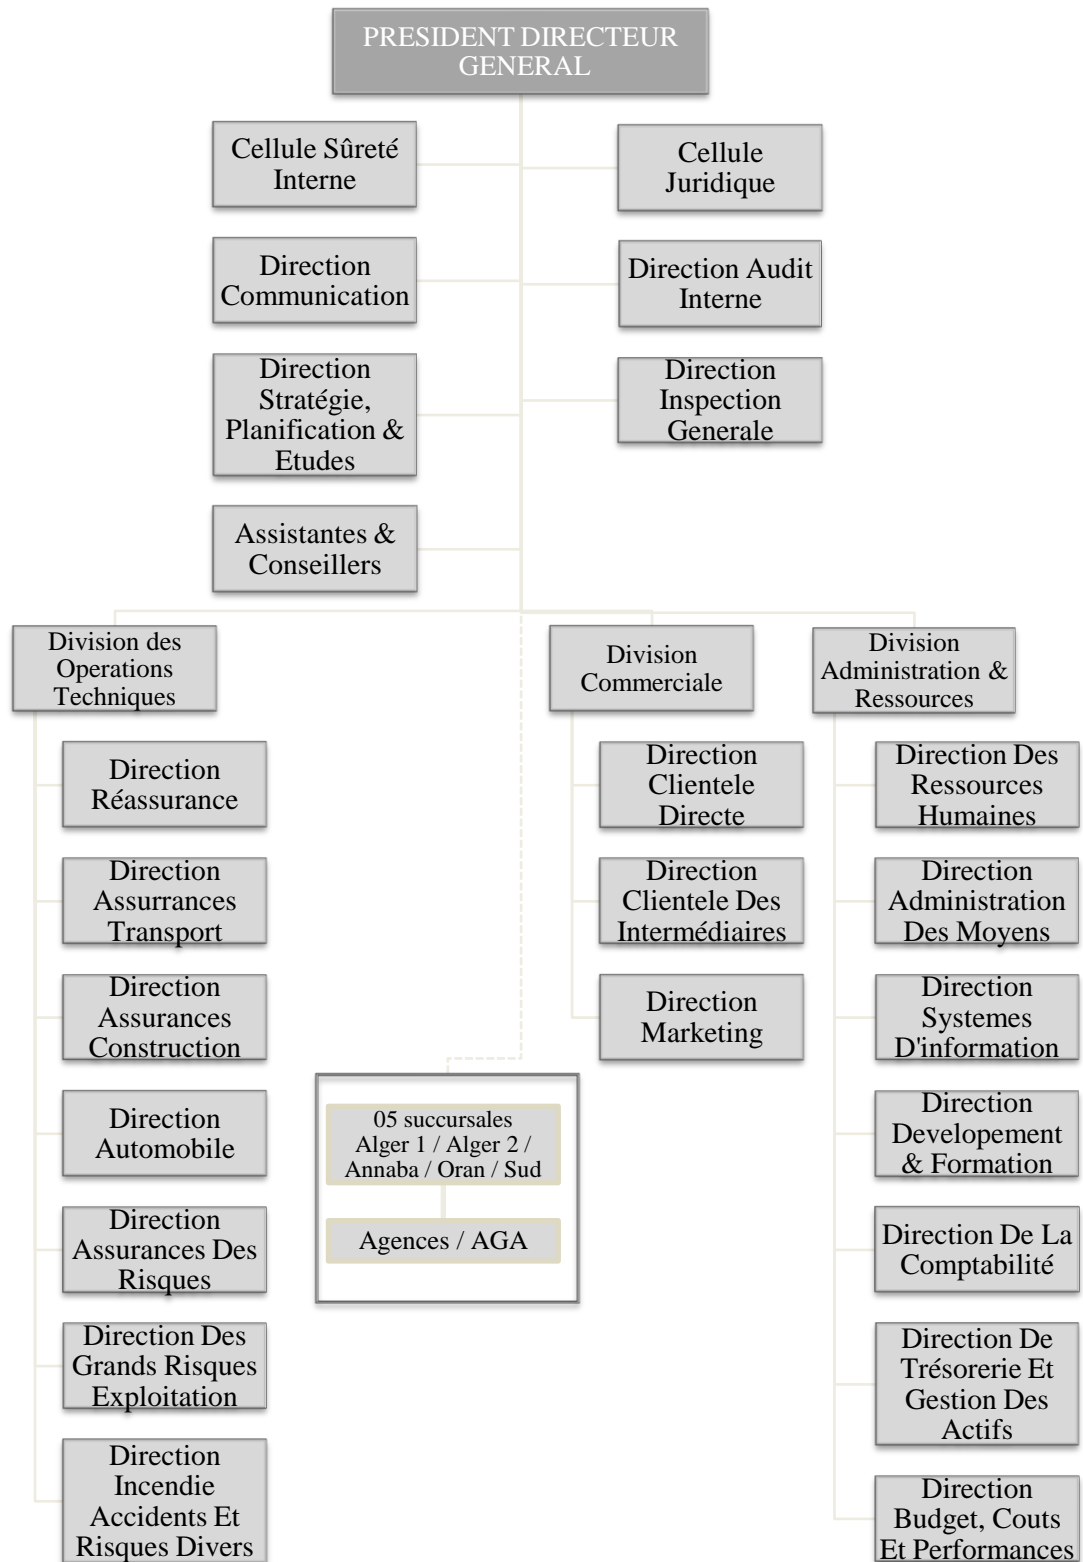 PRESIDENT DIRECTEUR
GENERAL
Cellule Sûreté
Interne
Cellule
Juridique
Direction
Communication
Direction Audit
Interne
Direction
Stratégie,
Planification &
Etudes
Direction
Inspection
Generale
Assistantes &
Conseillers
Division des
Operations
Techniques
Direction
Réassurance
Direction
Assurrances
Transport
Direction
Assurances
Construction
Direction
Automobile
Direction
Assurances Des
Risques
Direction Des
Grands Risques
Exploitation
Direction
Incendie
Accidents Et
Risques Divers
05 succursales
Alger 1 / Alger 2 /
Annaba / Oran / Sud
Agences / AGA
Division
Commerciale
Direction
Clientele
Directe
Direction
Clientele Des
Intermédiaires
Direction
Marketing
Division
Administration &
Ressources
Direction Des
Ressources
Humaines
Direction
Administration
Des Moyens
Direction
Systemes
D'information
Direction
Developement
& Formation
Direction De La
Comptabilité
Direction De
Trésorerie Et
Gestion Des
Actifs
Direction
Budget, Couts
Et Performances